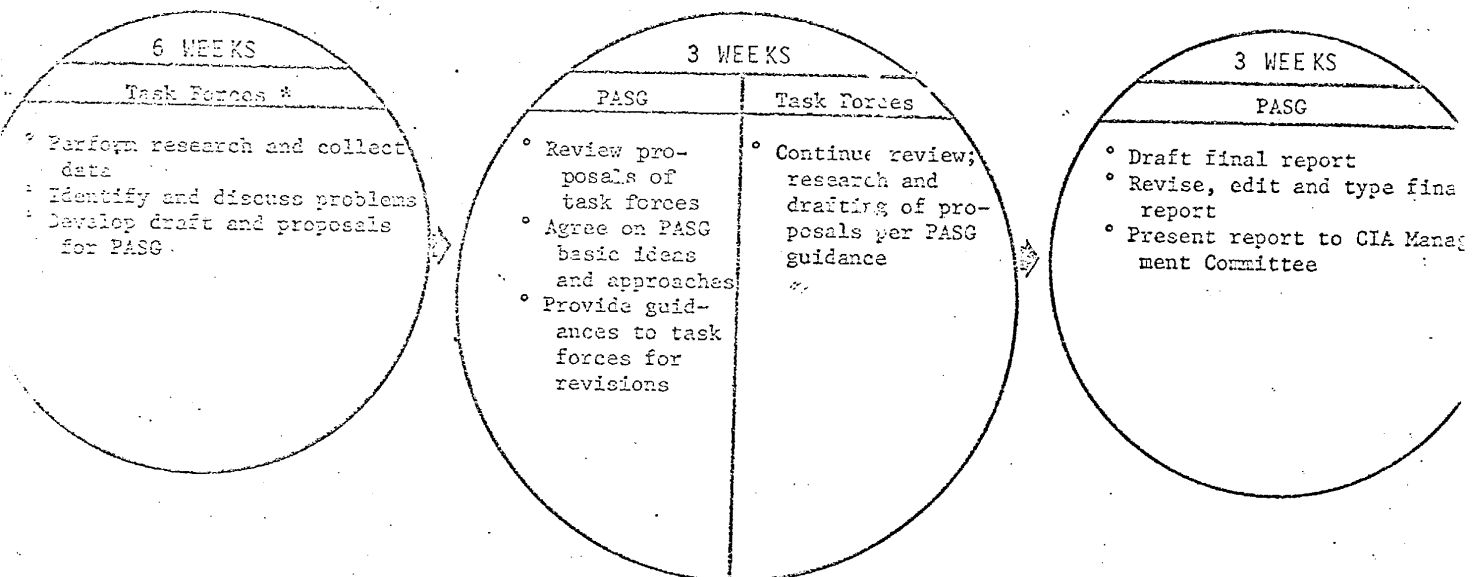 6 WEEKS
Task Forces *
° Perform research and collect
data
° Identify and discuss problems
° Develop draft and proposals
for PASG
3 WEEKS
PASG
° Review pro-
posals of
task forces
° Agree on PASG
basic ideas
and approaches
° Provide guid-
ances to task
forces for
revisions
Task Forces
° Continue review;
research and
drafting of pro-
posals per PASG
guidance
3 WEEKS
PASG
° Draft final report
° Revise, edit and type fina
report
° Present report to CIA Manag
ment Committee